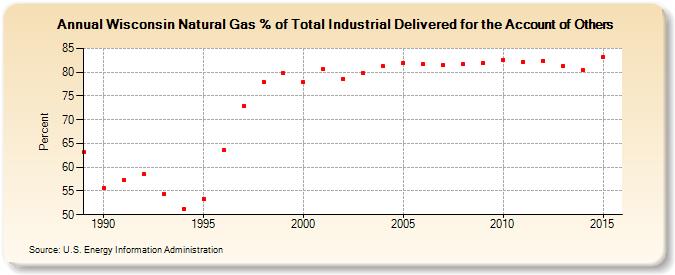 Annual Wisconsin Natural Gas % of Total Industrial Delivered for the Account of Others
85
80
75
70
65
60
55
50
Percent
1990 1995 2000 2005 2010 2015
Source: U.S. Energy Information Administration